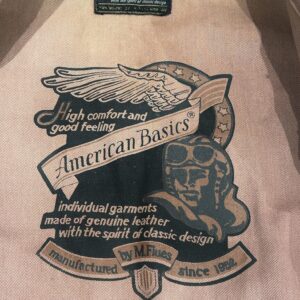 High comfort and
good feeling
American Basics®
individual garments
made of genuine leather
with the spirit of classic design
by M.Flues
manufactured since 1982